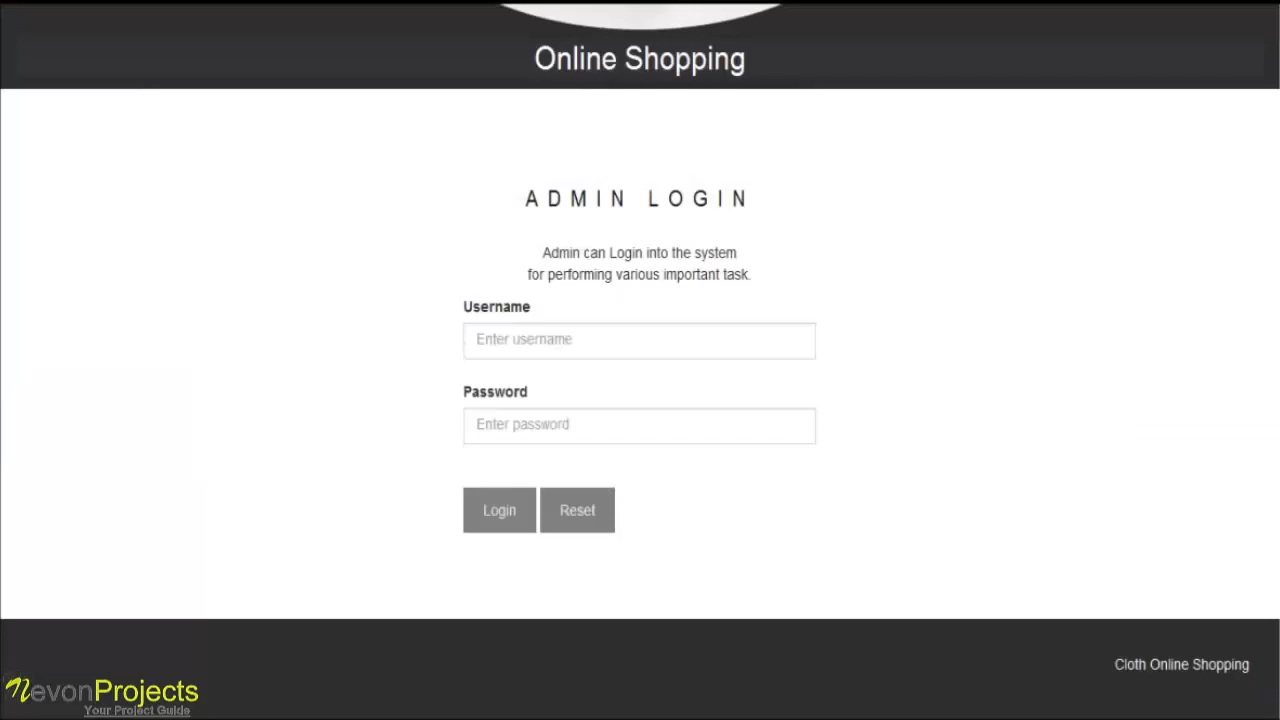 Online Shopping
ADMIN LOGIN
Admin can Login into the system
for performing various important task.
Username
Enter username
Password
Enter password
Login Reset
Cloth Online Shopping
NevonProjects
Your Project Guide